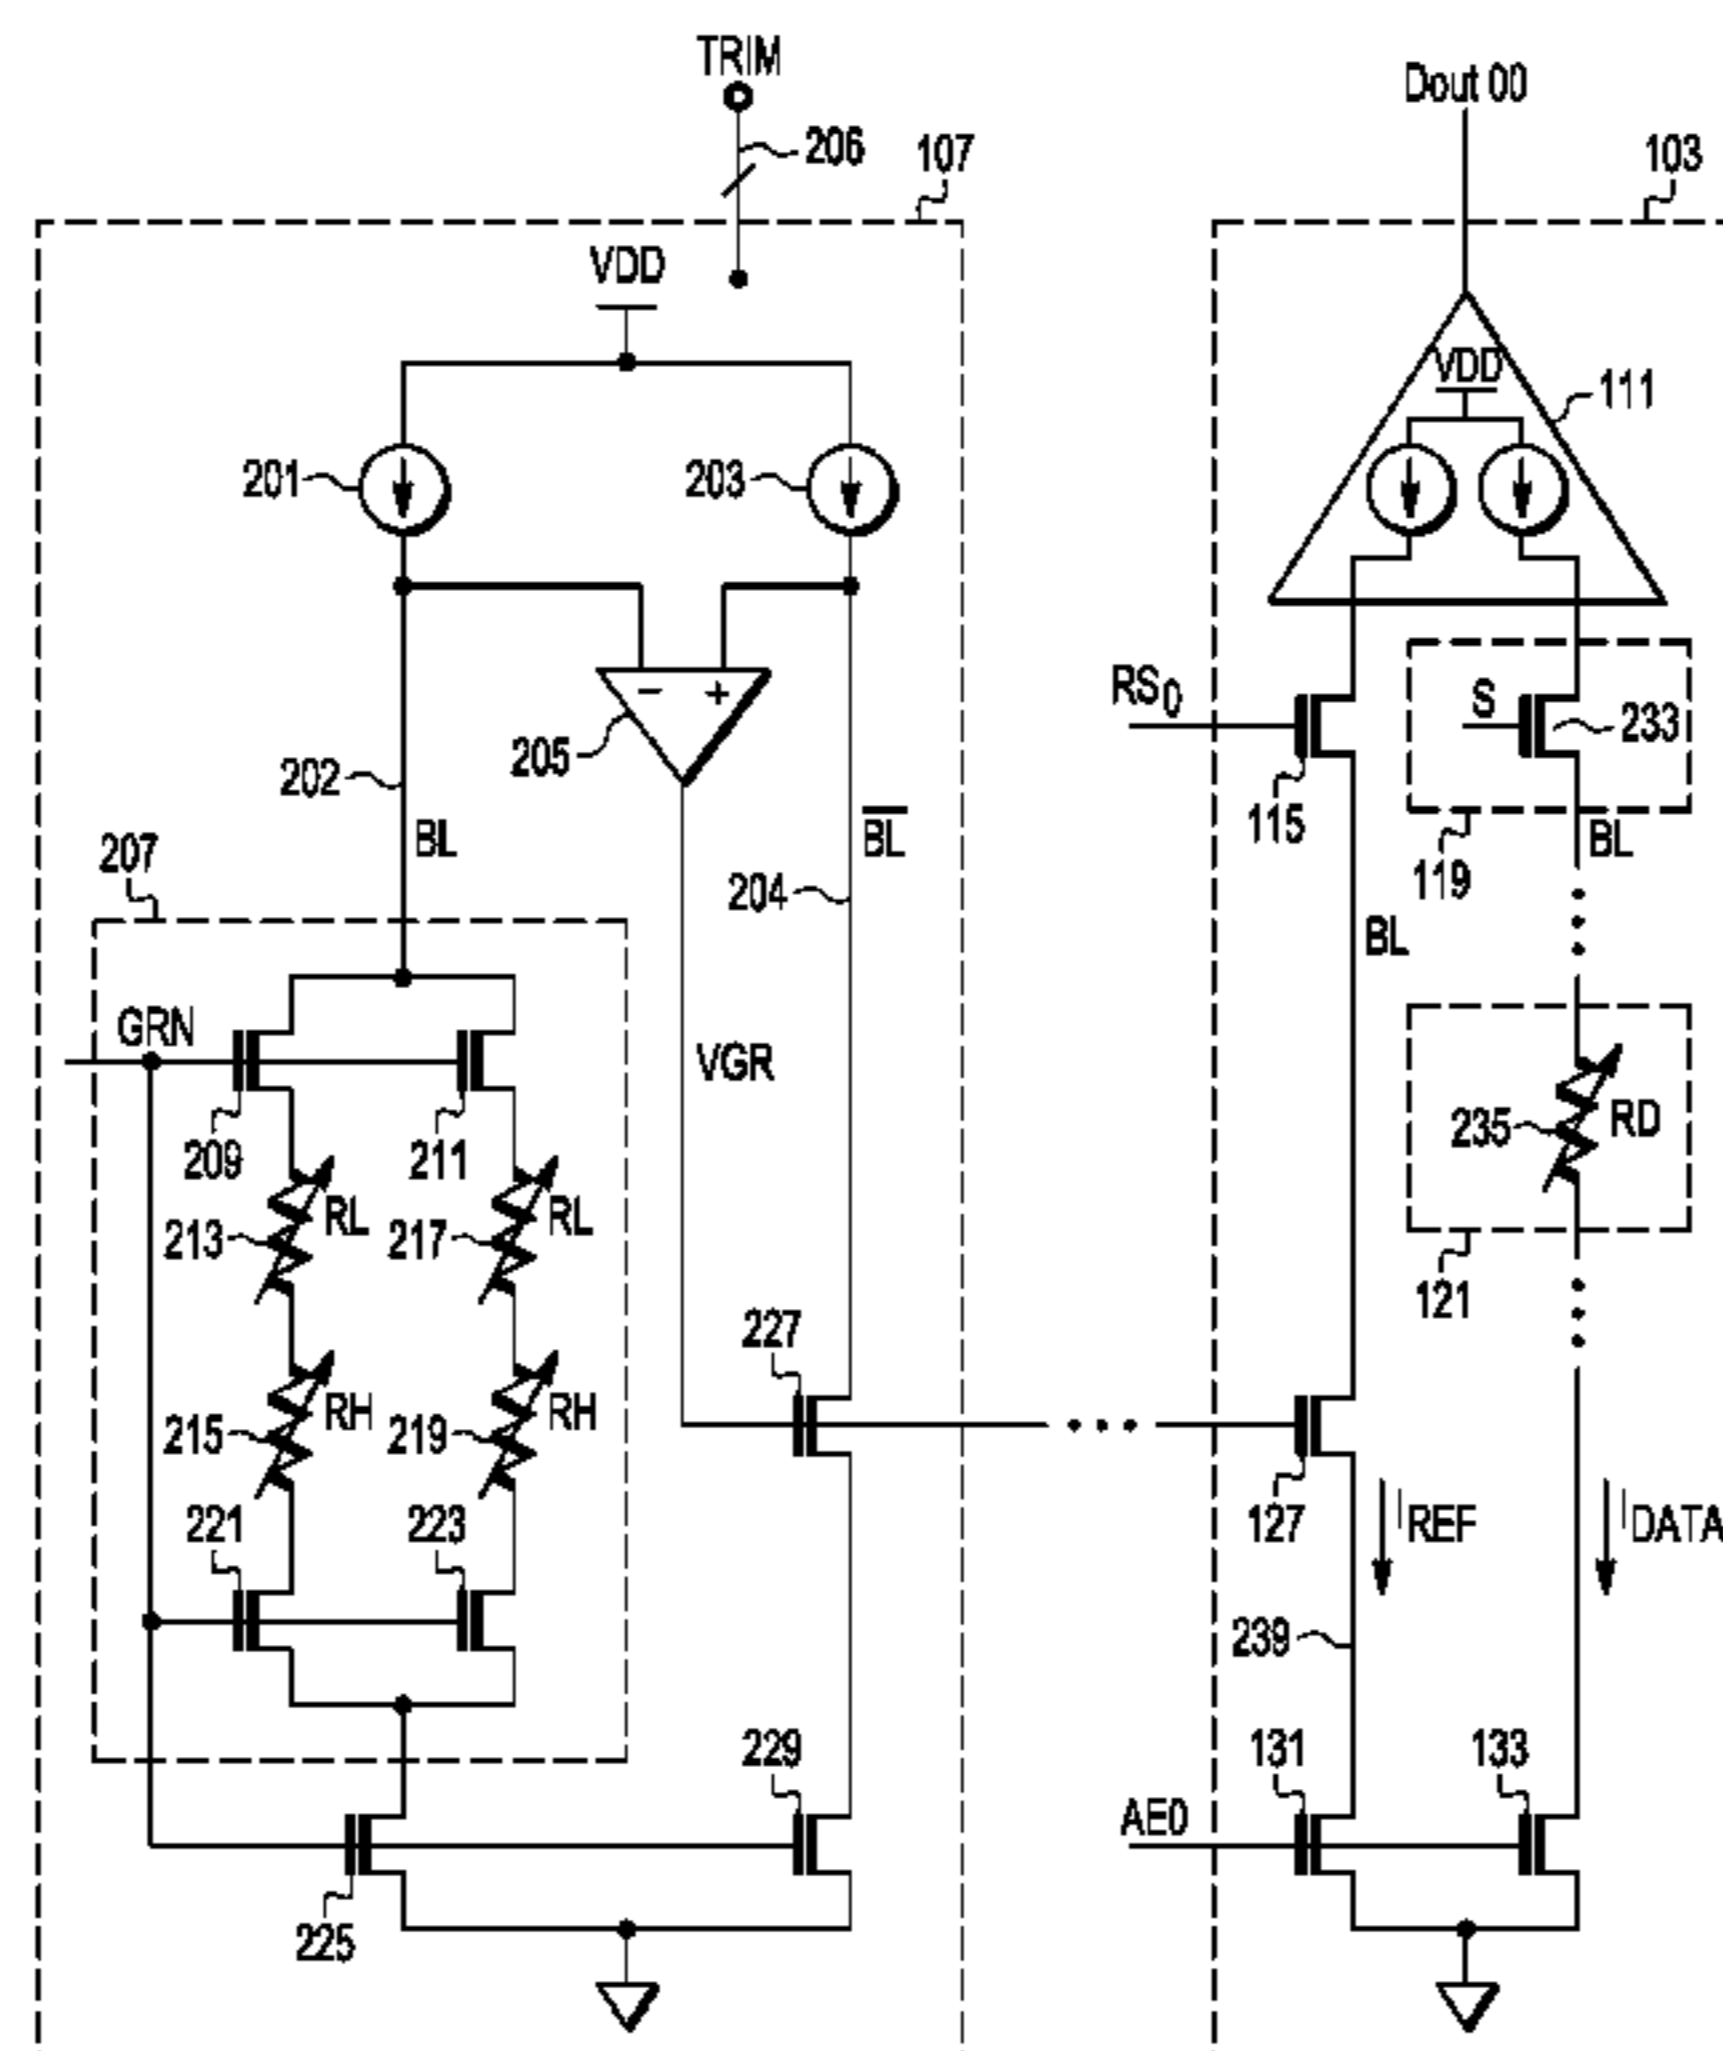 TRIM
Dout 00
206
107
103
VDD
VDD
111
201
203
− +
RS0
S
233
205
202
115
BL
B̅L̅
BL
207
204
119
BL
GRN
VGR
209
211
235
RD
RL
RL
213
217
121
227
RH
RH
215
219
221
223
127
IREF
IDATA
239
229
131
133
AE0
225